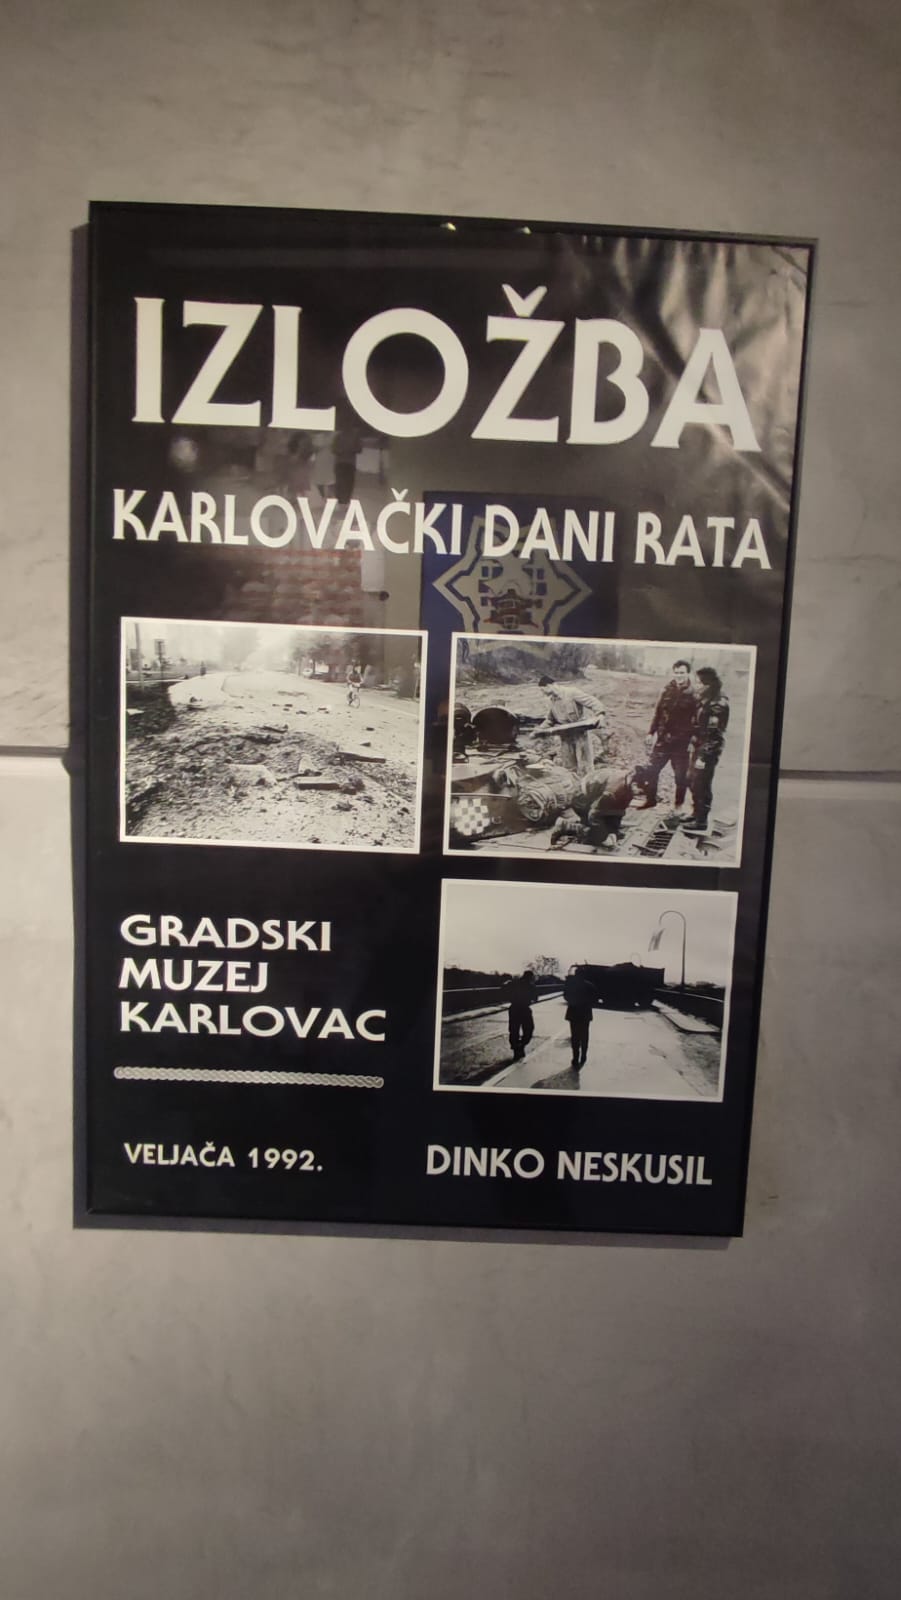 IZLOŽBA
KARLOVAČKI DANI RATA
GRADSKI
MUZEJ
KARLOVAC
VELJAČA 1992.
DINKO NESKUSIL